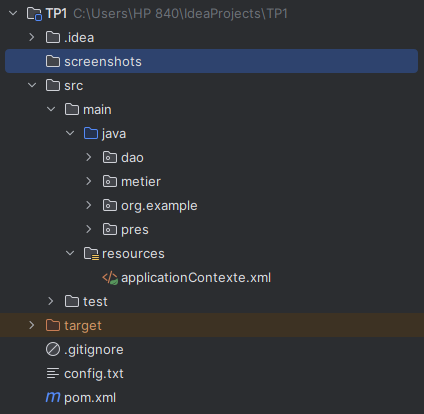 TP1 C:\Users\HP 840\IdeaProjects\TP1
.idea
screenshots
src
main
java
dao
metier
org.example
pres
resources
applicationContexte.xml
test
target
.gitignore
config.txt
pom.xml